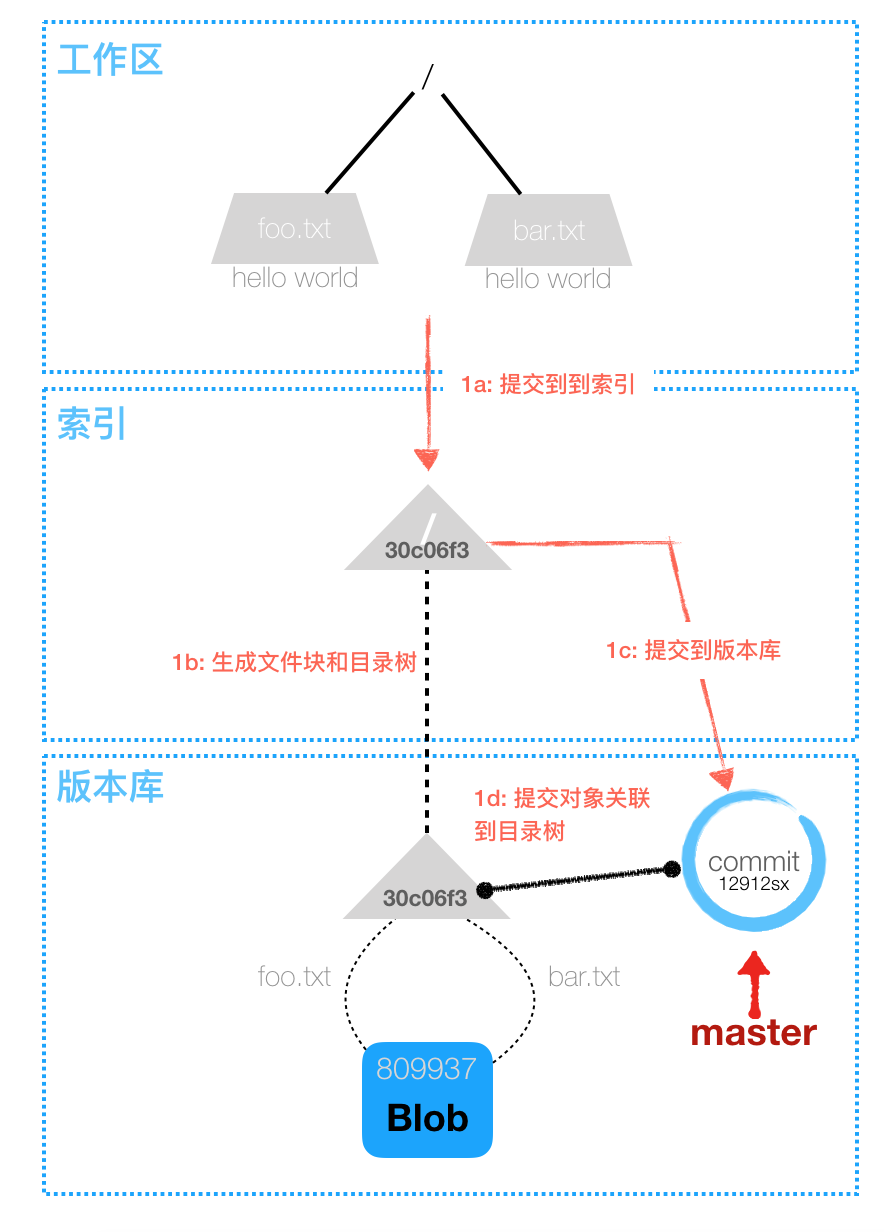 工作区
/
foo.txt
bar.txt
hello world
hello world
1a: 提交到到索引
索引
/
30c06f3
1b: 生成文件块和目录树
1c: 提交到版本库
版本库
1d: 提交对象关联
到目录树
commit
12912sx
30c06f3
foo.txt
bar.txt
master
809937
Blob